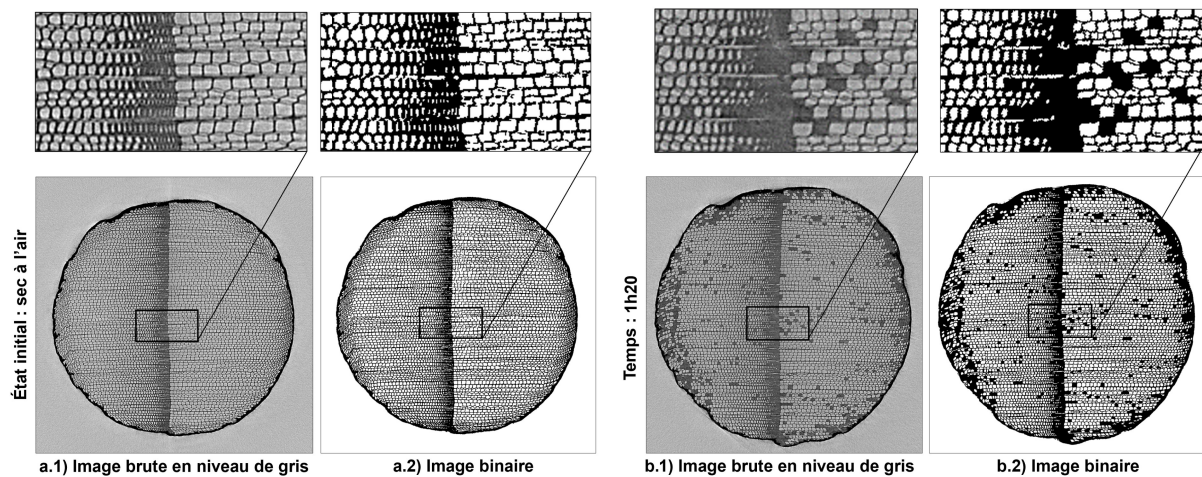 État initial : sec à l'air
a.1) Image brute en niveau de gris
a.2) Image binaire
Temps : 1h20
b.1) Image brute en niveau de gris
b.2) Image binaire